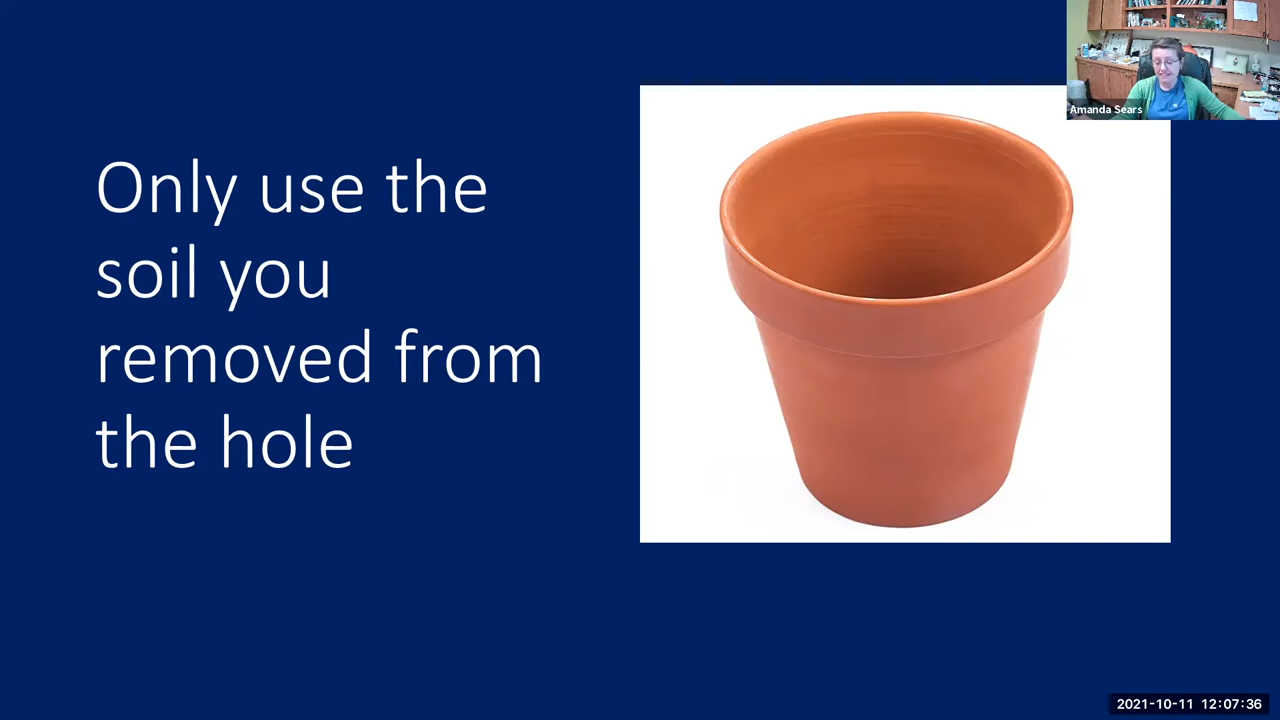 Only use the
soil you
removed from
the hole
Amanda Sears
2021-10-11 12:07:36